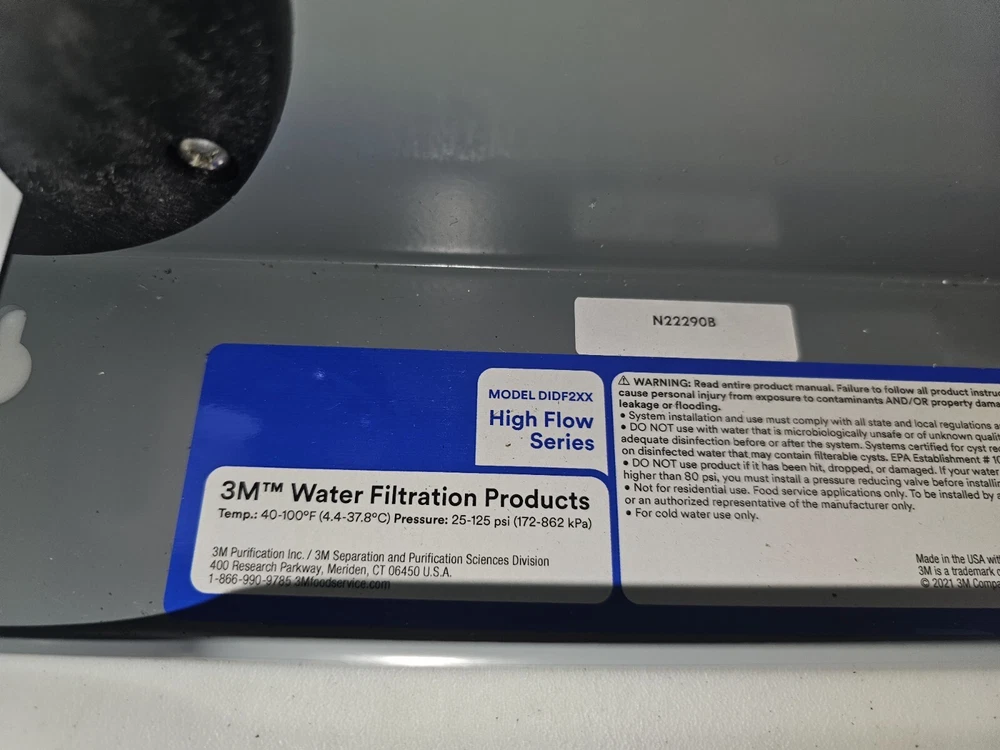 N22290B
MODEL DIDF2XX
High Flow
Series
3M™ Water Filtration Products
Temp.: 40-100°F (4.4-37.8°C) Pressure: 25-125 psi (172-862 kPa)
3M Purification Inc. / 3M Separation and Purification Sciences Division
400 Research Parkway, Meriden, CT 06450 U.S.A.
1-866-990-9785 3Mfoodservice.com
⚠ WARNING: Read entire product manual. Failure to follow all product instruc
cause personal injury from exposure to contaminants AND/OR property dama
leakage or flooding.
• System installation and use must comply with all state and local regulations a
• DO NOT use with water that is microbiologically unsafe or of unknown quali
adequate disinfection before or after the system. Systems certified for cyst re
on disinfected water that may contain filterable cysts. EPA Establishment # 10
• DO NOT use product if it has been hit, dropped, or damaged. If your water
higher than 80 psi, you must install a pressure reducing valve before installi
• Not for residential use. Food service applications only. To be installed by a
or an authorized representative of the manufacturer only.
• For cold water use only.
Made in the USA wit
3M is a trademark o
© 2021 3M Compa